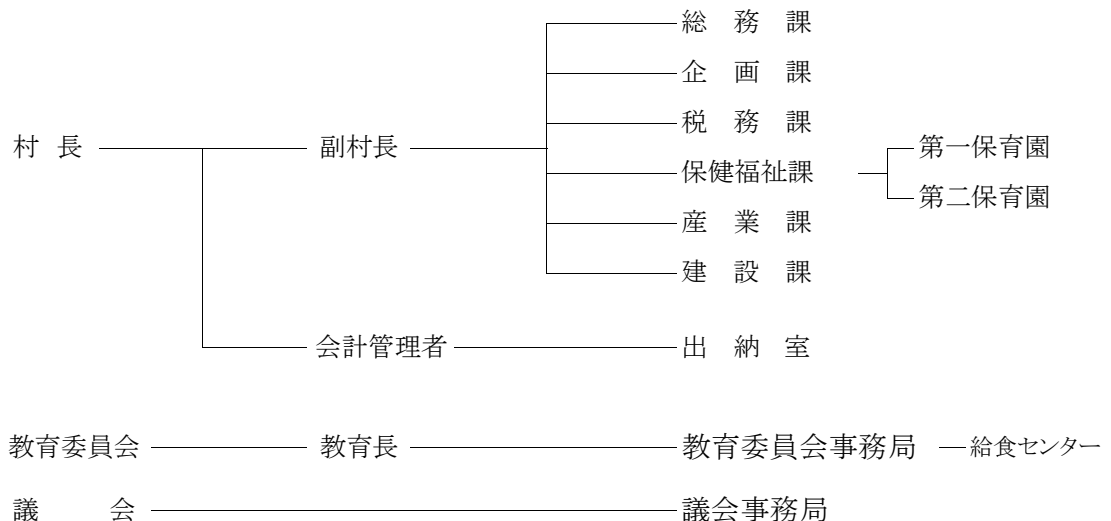 総務課
企画課
税務課
村長 副村長 第一保育園
保健福祉課
第二保育園
産業課
建設課
会計管理者 出納室
教育委員会 教育長 教育委員会事務局 給食センター
議会 議会事務局